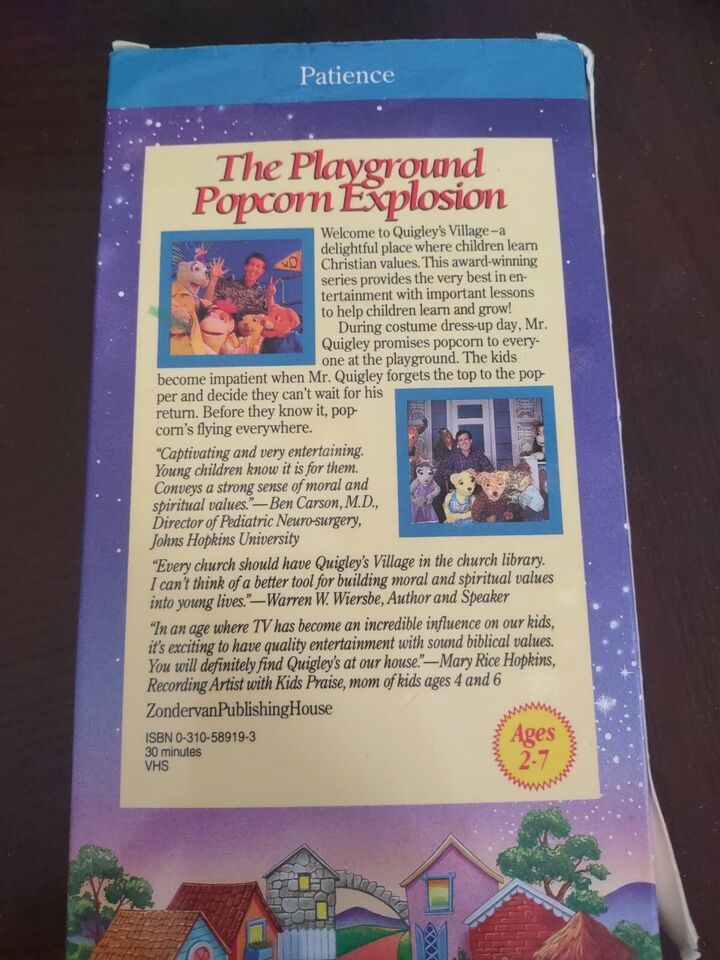 Patience
The Playground
Popcorn Explosion
Welcome to Quigley's Village–a
delightful place where children learn
Christian values. This award-winning
series provides the very best in en-
tertainment with important lessons
to help children learn and grow!
During costume dress-up day, Mr.
Quigley promises popcorn to every-
one at the playground. The kids
become impatient when Mr. Quigley forgets the top to the pop-
per and decide they can't wait for his
return. Before they know it, pop-
corn's flying everywhere.
"Captivating and very entertaining.
Young children know it is for them.
Conveys a strong sense of moral and
spiritual values."—Ben Carson, M.D.,
Director of Pediatric Neuro-surgery,
Johns Hopkins University
"Every church should have Quigley's Village in the church library.
I can't think of a better tool for building moral and spiritual values
into young lives."—Warren W. Wiersbe, Author and Speaker
"In an age where TV has become an incredible influence on our kids,
it's exciting to have quality entertainment with sound biblical values.
You will definitely find Quigley's at our house."—Mary Rice Hopkins,
Recording Artist with Kids Praise, mom of kids ages 4 and 6
ZondervanPublishingHouse
ISBN 0-310-58919-3
30 minutes
VHS
Ages
2-7